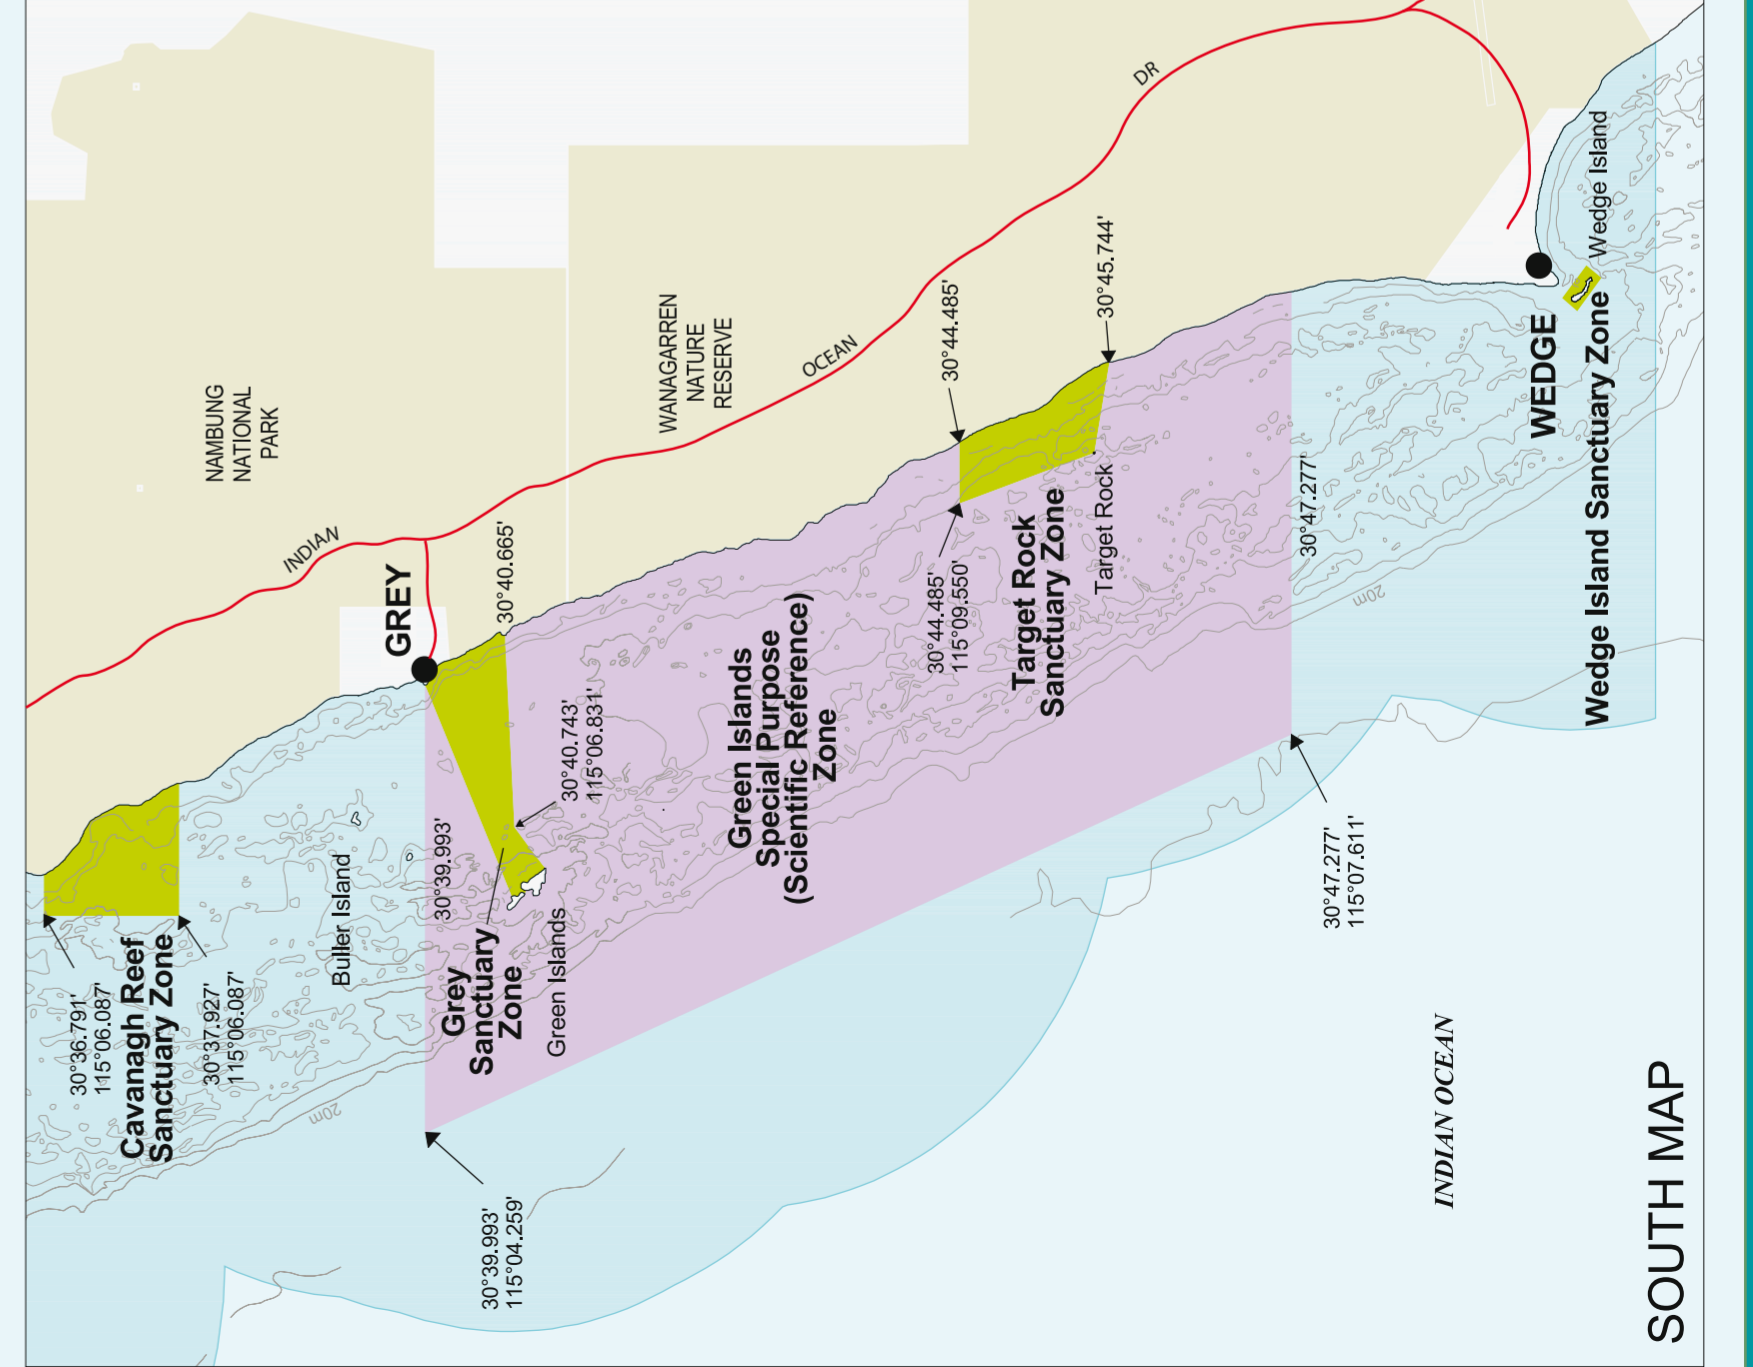 NAMBUNG
NATIONAL
PARK
WANAGARREN
NATURE
RESERVE
INDIAN
OCEAN
DR
GREY
30°40.665'
30°44.485'
30°45.744'
WEDGE
Wedge Island
Wedge Island Sanctuary Zone
30°36.791'
115°06.087'
Cavanagh Reef
Sanctuary Zone
30°37.927'
115°06.087'
Buller Island
20m
30°39.993'
Grey
Sanctuary
Zone
Green Islands
30°40.743'
115°06.831'
30°39.993'
115°04.259'
Green Islands
Special Purpose
(Scientific Reference)
Zone
30°44.485'
115°09.550'
Target Rock
Sanctuary Zone
Target Rock
30°47.277'
20m
30°47.277'
115°07.611'
INDIAN OCEAN
SOUTH MAP